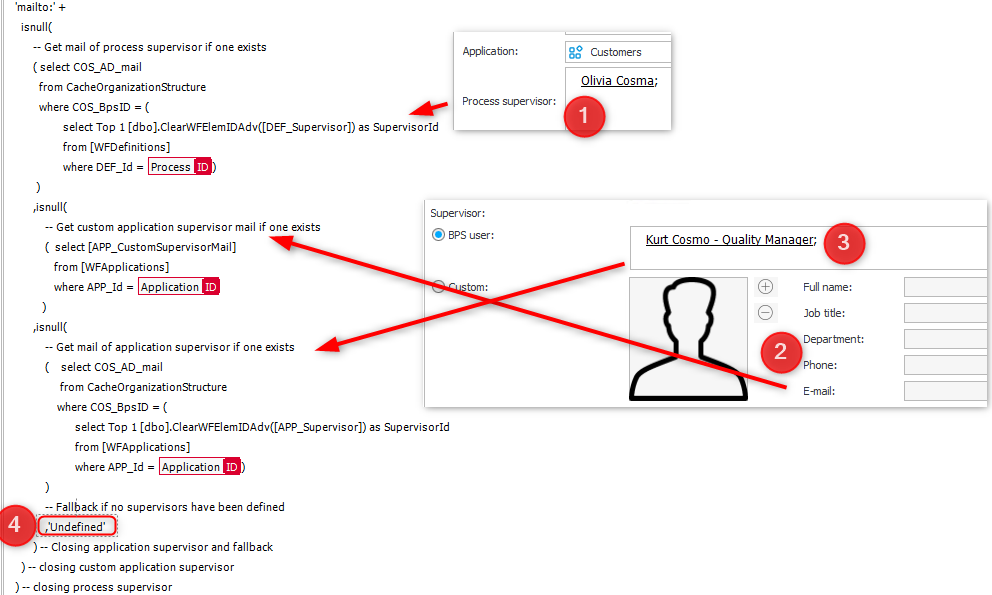 'mailto:' +
isnull(
-- Get mail of process supervisor if one exists
( select COS_AD_mail
from CacheOrganizationStructure
where COS_BpsID = (
select Top 1 [dbo].ClearWFElemIDAdv([DEF_Supervisor]) as SupervisorId
from [WFDefinitions]
where DEF_Id = Process ID )
)
,isnull(
-- Get custom application supervisor mail if one exists
( select [APP_CustomSupervisorMail]
from [WFApplications]
where APP_Id = Application ID
)
,isnull(
-- Get mail of application supervisor if one exists
( select COS_AD_mail
from CacheOrganizationStructure
where COS_BpsID = (
select Top 1 [dbo].ClearWFElemIDAdv([APP_Supervisor]) as SupervisorId
from [WFApplications]
where APP_Id = Application ID )
)
-- Fallback if no supervisors have been defined
4 ,'Undefined'
) -- Closing application supervisor and fallback
) -- closing custom application supervisor
) -- closing process supervisor
Application: Customers
Olivia Cosma;
Process supervisor:
1
Supervisor:
BPS user:
Kurt Cosmo - Quality Manager; 3
Custom:
Full name:
Job title:
2 Department:
Phone:
E-mail: